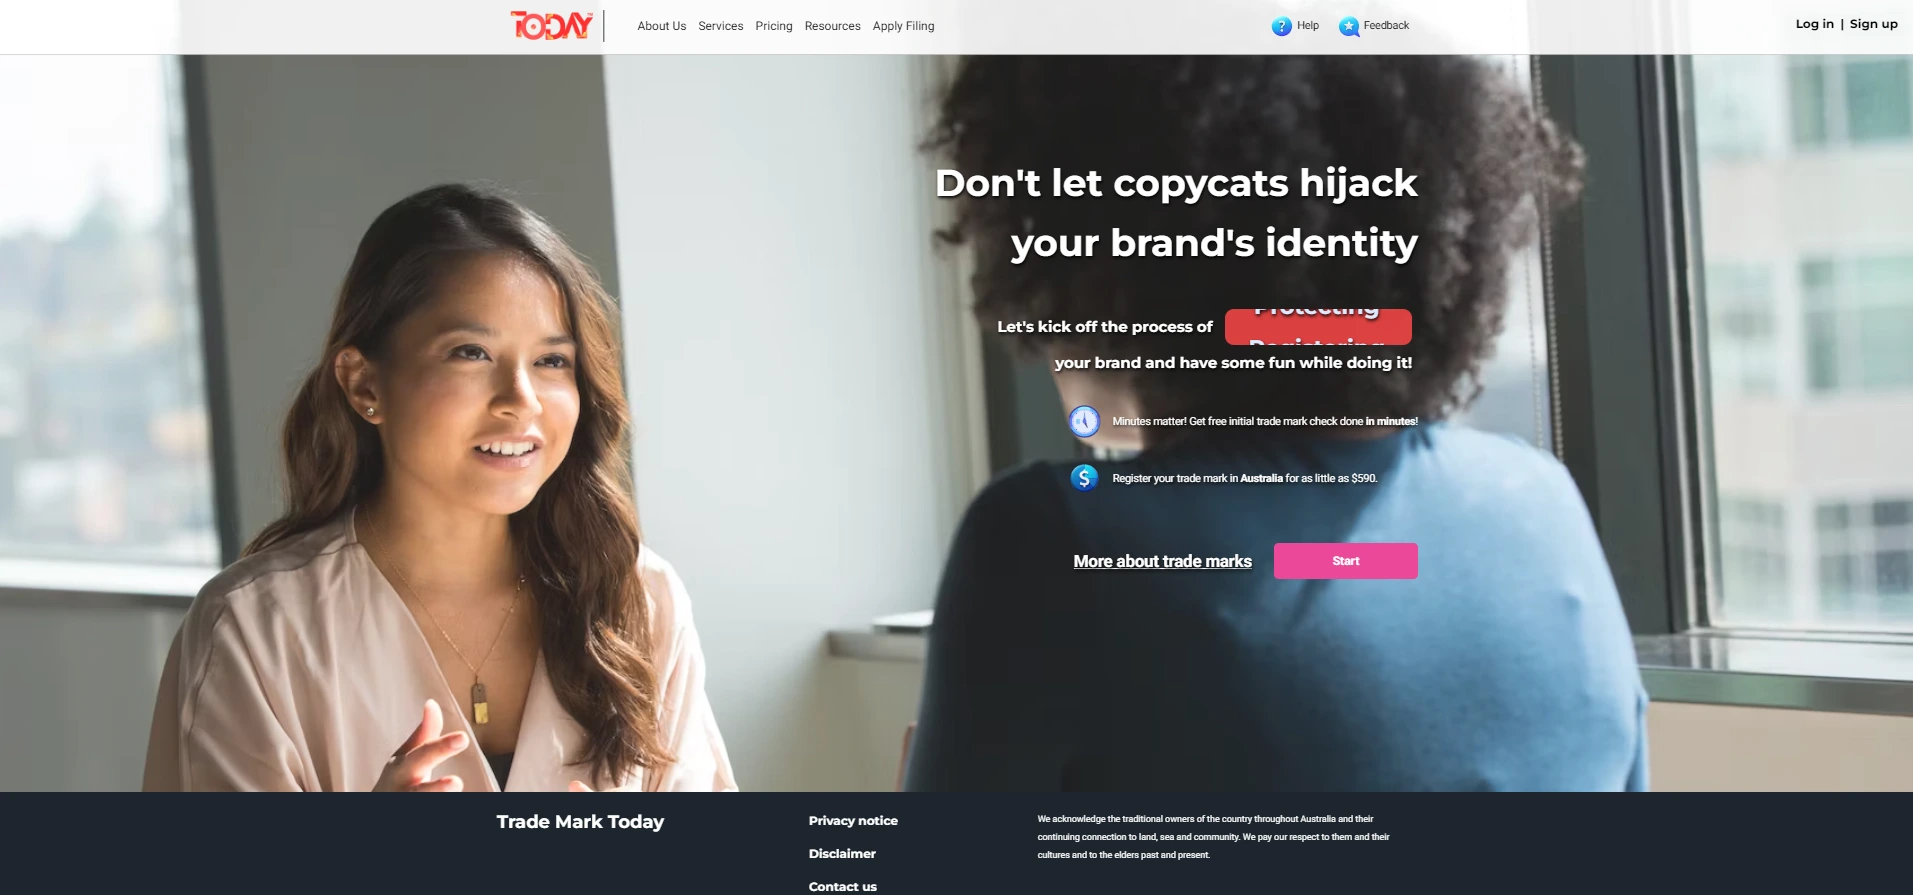 TODAY
About Us Services Pricing Resources Apply Filing
Help Feedback
Log in | Sign up
Don't let copycats hijack
your brand's identity
Let's kick off the process of Protecting
Registering
your brand and have some fun while doing it!
Minutes matter! Get free initial trade mark check done in minutes!
Register your trade mark in Australia for as little as $590.
More about trade marks Start
Trade Mark Today
Privacy notice
Disclaimer
Contact us
We acknowledge the traditional owners of the country throughout Australia and their
continuing connection to land, sea and community. We pay our respect to them and their
cultures and to the elders past and present.